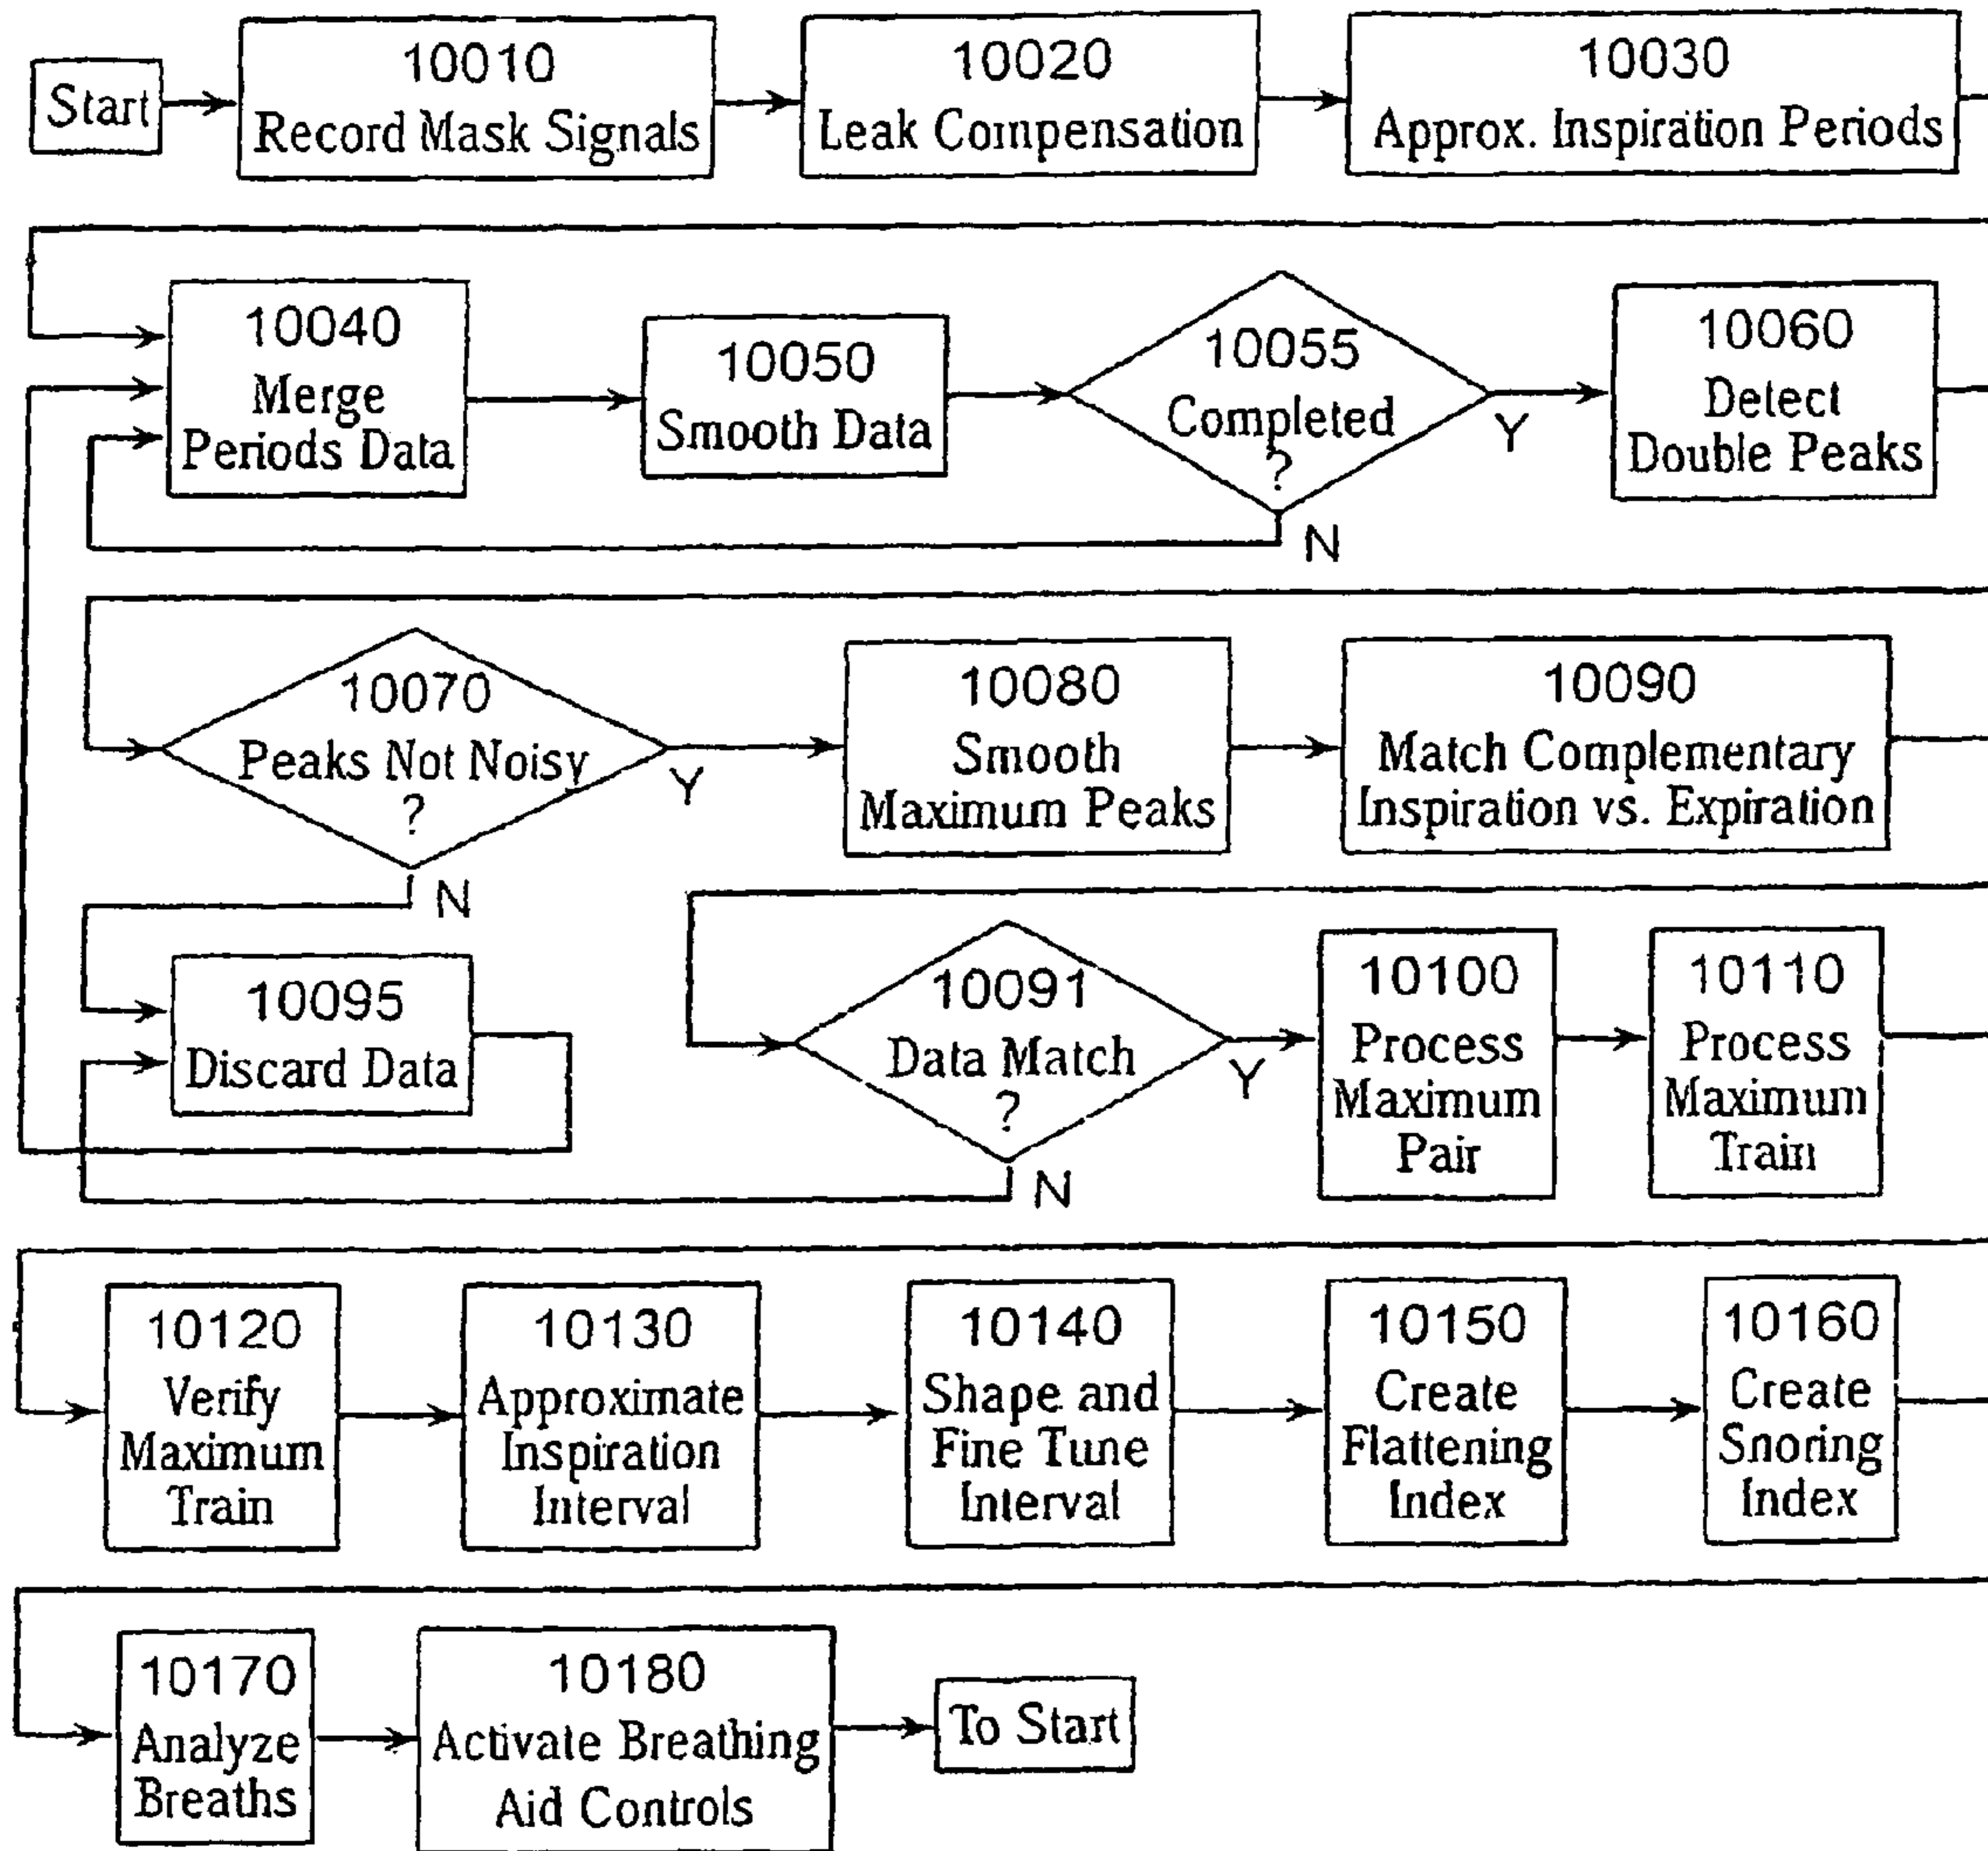 Start
10010
Record Mask Signals
10020
Leak Compensation
10030
Approx. Inspiration Periods
10040
Merge
Periods Data
10050
Smooth Data
10055
Completed
?
Y
N
10060
Detect
Double Peaks
10070
Peaks Not Noisy
?
Y
N
10080
Smooth
Maximum Peaks
10090
Match Complementary
Inspiration vs. Expiration
10095
Discard Data
10091
Data Match
?
Y
N
10100
Process
Maximum
Pair
10110
Process
Maximum
Train
10120
Verify
Maximum
Train
10130
Approximate
Inspiration
Interval
10140
Shape and
Fine Tune
Interval
10150
Create
Flattening
Index
10160
Create
Snoring
Index
10170
Analyze
Breaths
10180
Activate Breathing
Aid Controls
To Start